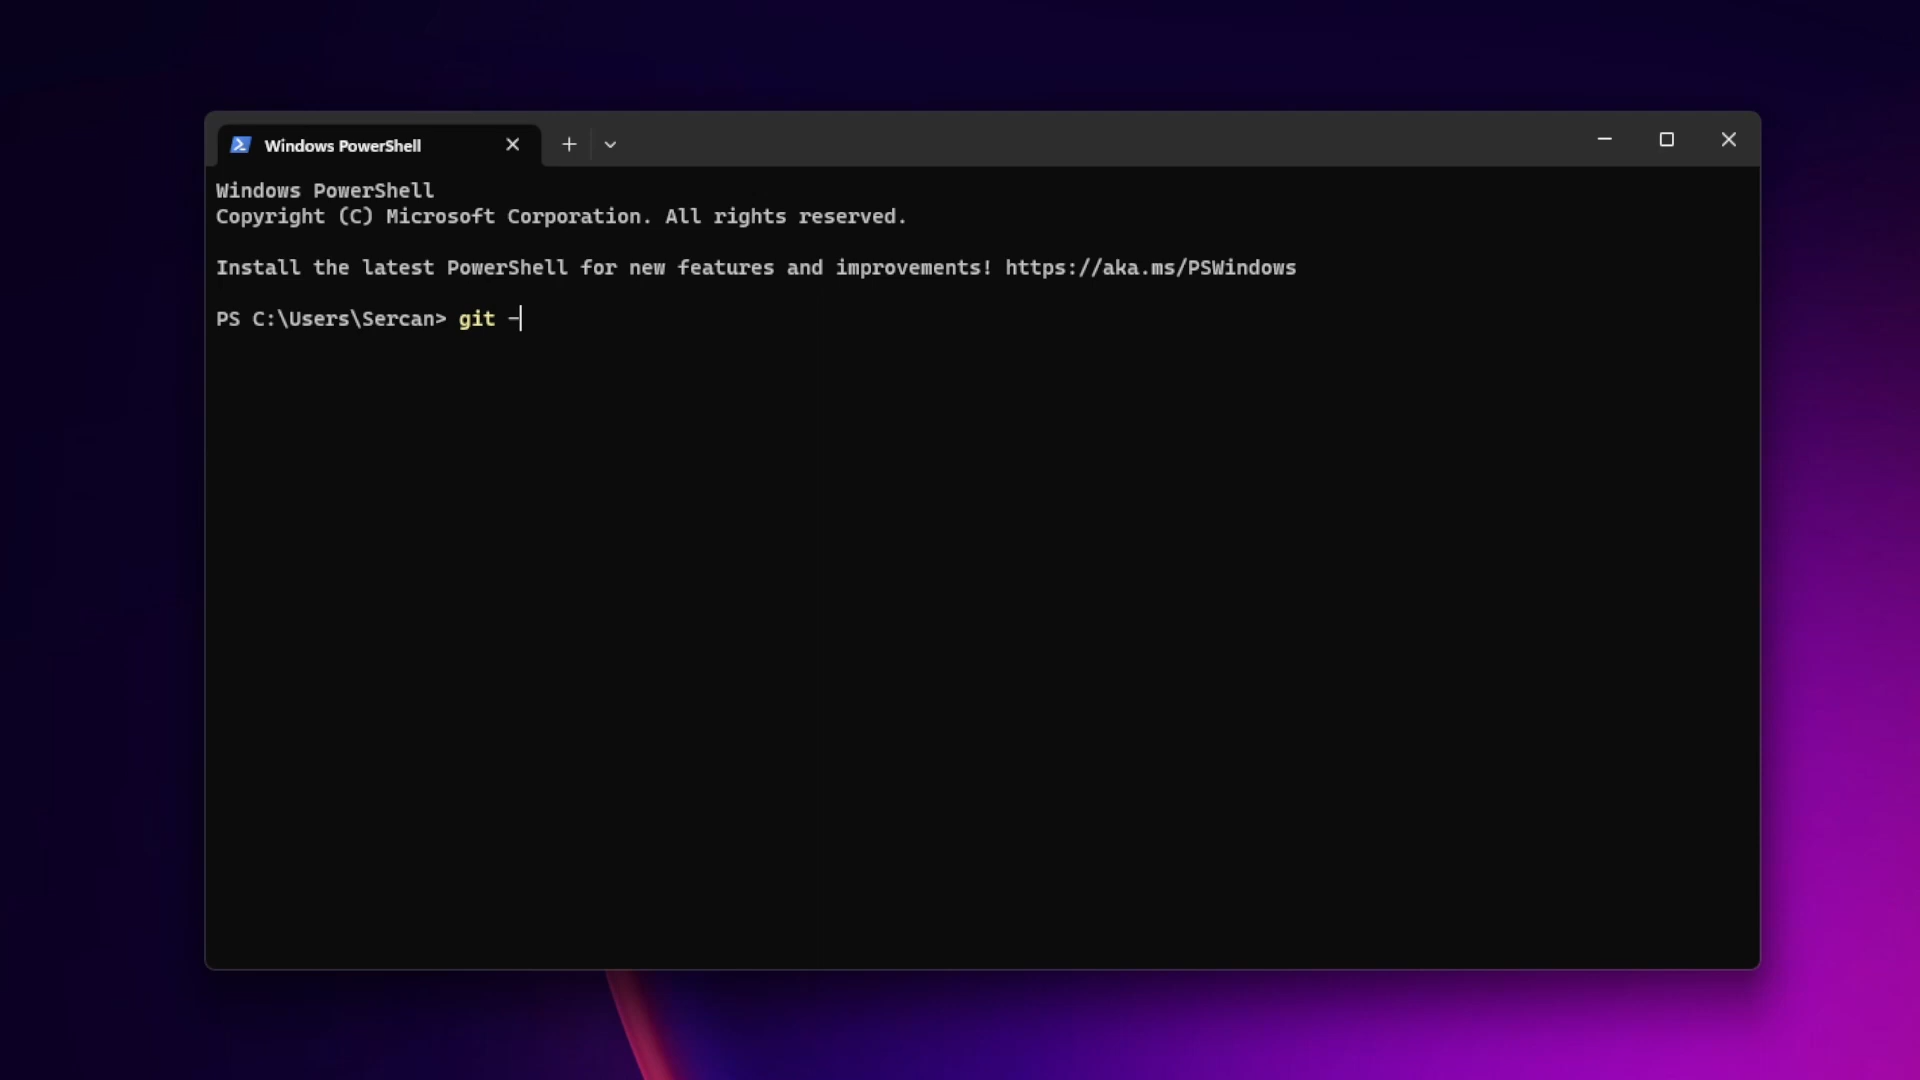 Windows PowerShell
Windows PowerShell
Copyright (C) Microsoft Corporation. All rights reserved.
Install the latest PowerShell for new features and improvements! https://aka.ms/PSWindows
PS C:\Users\Sercan> git -